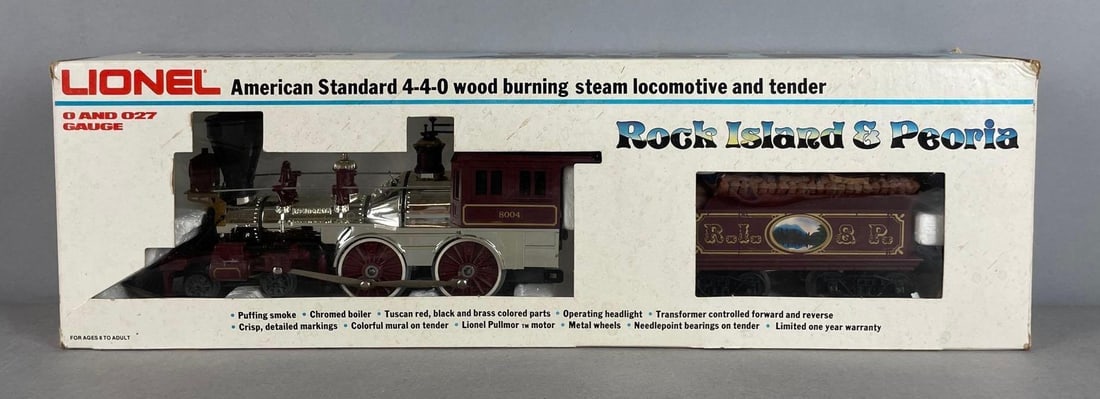 LIONEL American Standard 4-4-0 wood burning steam locomotive and tender
O AND O27
GAUGE
Rock Island & Peoria
8004
R.I. & P.
• Puffing smoke • Chromed boiler • Tuscan red, black and brass colored parts • Operating headlight • Transformer controlled forward and reverse
• Crisp, detailed markings • Colorful mural on tender • Lionel Pullmor TM motor • Metal wheels • Needlepoint bearings on tender • Limited one year warranty
FOR AGES 8 TO ADULT